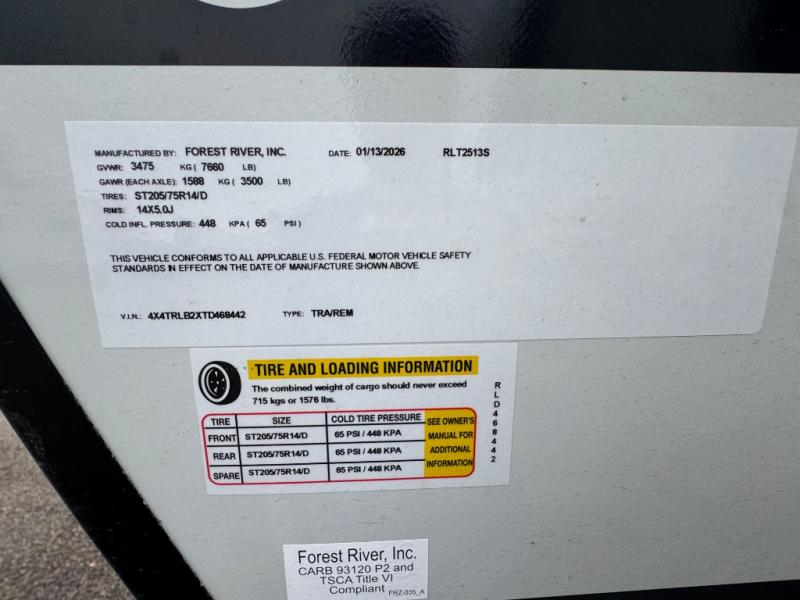 MANUFACTURED BY: FOREST RIVER, INC. DATE: 01/13/2026 RLT2513S
GVWR: 3475 KG ( 7660 LB)
GAWR (EACH AXLE): 1588 KG ( 3500 LB)
TIRES: ST205/75R14/D
RIMS: 14X5.0J
COLD INFL. PRESSURE: 448 KPA ( 65 PSI )
THIS VEHICLE CONFORMS TO ALL APPLICABLE U.S. FEDERAL MOTOR VEHICLE SAFETY
STANDARDS IN EFFECT ON THE DATE OF MANUFACTURE SHOWN ABOVE.
V.I.N.: 4X4TRLB2XTD468442 TYPE: TRA/REM
TIRE AND LOADING INFORMATION
The combined weight of cargo should never exceed
715 kgs or 1576 lbs.
TIRE SIZE COLD TIRE PRESSURE
FRONT ST205/75R14/D 65 PSI / 448 KPA
REAR ST205/75R14/D 65 PSI / 448 KPA
SPARE ST205/75R14/D 65 PSI / 448 KPA
SEE OWNER'S
MANUAL FOR
ADDITIONAL
INFORMATION
RLD468442
Forest River, Inc.
CARB 93120 P2 and
TSCA Title VI
Compliant FRZ-035_A